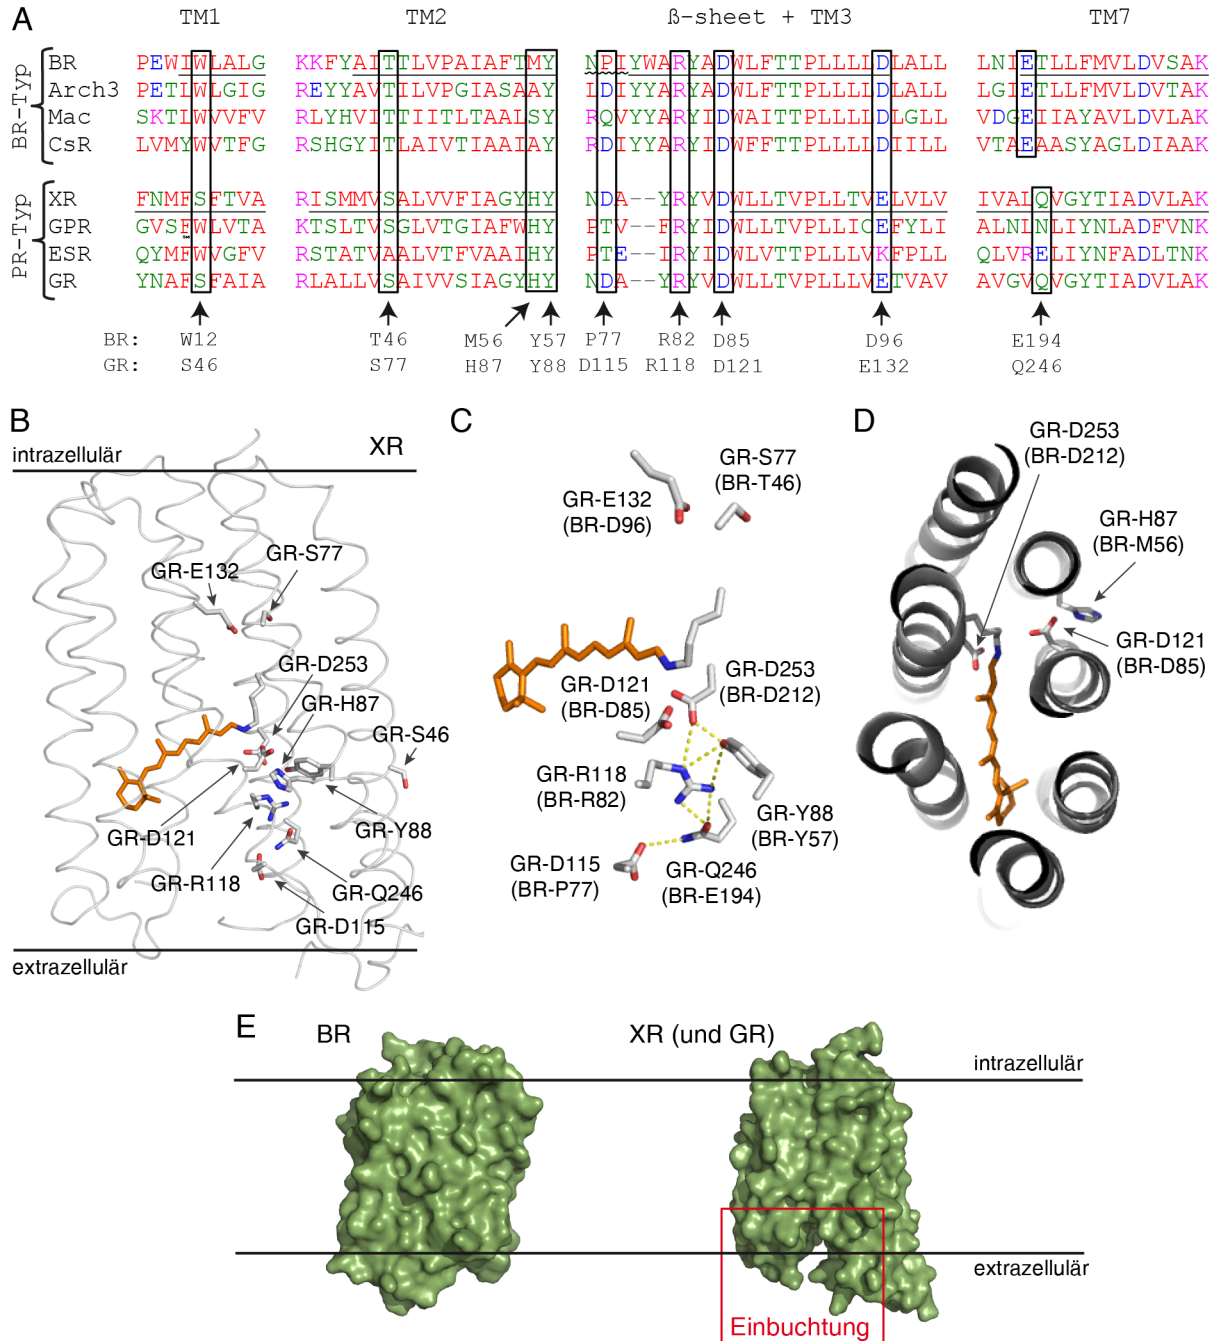 A TM1 TM2 ß-sheet + TM3 TM7
BR-Typ
BR PEWIWLALG KKFYAITTLVPAIAFTMY NPIYWARYADWLFTTPLLLLDLALL LNIETLLFMVLDVSAK
Arch3 PETIWLGIG REYYAVTILVPGIASAAY IDIYYARYADWLFTTPLLLLDLALL LGIETLLFMVLDVTAK
Mac SKTLWVVFV RLYHVITTIITLTAALSY RQVYYARYIDWAITTPLLLLDLGLL VDGEIIAYAVLDVLAK
CsR LVMYWVTFG RSHGYITLAIVTIAAIAY RDIYYARYIDWFFTTPLLLLDILLL VTAEAASYAGLDIAAK
PR-Typ
XR FNMFSFTVA RISMMVSALVVFIAGYHY NDA--YRYVDWLLTVPLLTVELVLV IVALQVGYTIADVLAK
GPR GVSFWLVTA KTSLTVSGLVTGIAFWHY PTV-FRYIDWLLTVPLLICEFYLI ALNINLIYNLADFVNK
ESR QYMFWVGFV RSTATVAALVTFVAAIHY PTE-IRYIDWLLTTPLLLVKFPLL QLVRELIYNFADLTNK
GR YNAFSFAIA RLALLVSAIVVSIAGYHY NDA--YRYVDWLLTVPLLLVETVAV AVGVQVGYTIADVLAK
BR: W12 T46 M56 Y57 P77 R82 D85 D96 E194
GR: S46 S77 H87 Y88 D115 R118 D121 E132 Q246
B
XR
intrazellulär
GR-S77
GR-E132
GR-D253
GR-H87
GR-S46
GR-D121
GR-Y88
GR-R118
GR-Q246
GR-D115
extrazellulär
C
GR-S77
(BR-T46)
GR-E132
(BR-D96)
GR-D253
(BR-D212)
GR-D121
(BR-D85)
GR-R118
(BR-R82)
GR-Y88
(BR-Y57)
GR-D115
(BR-P77)
GR-Q246
(BR-E194)
D
GR-D253
(BR-D212)
GR-H87
(BR-M56)
GR-D121
(BR-D85)
E
BR
XR (und GR)
intrazellulär
extrazellulär
Einbuchtung